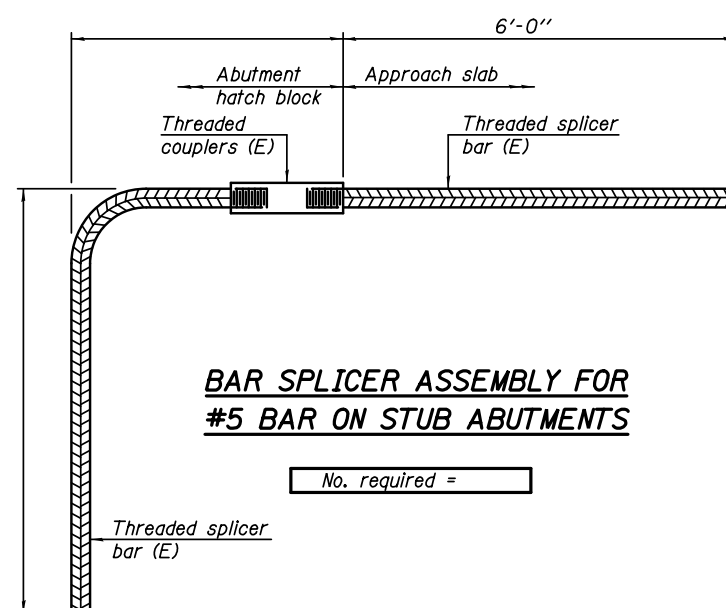 6'-0"
Abutment
hatch block
Approach slab
Threaded
couplers (E)
Threaded splicer
bar (E)
BAR SPLICER ASSEMBLY FOR
#5 BAR ON STUB ABUTMENTS
No. required =
Threaded splicer
bar (E)